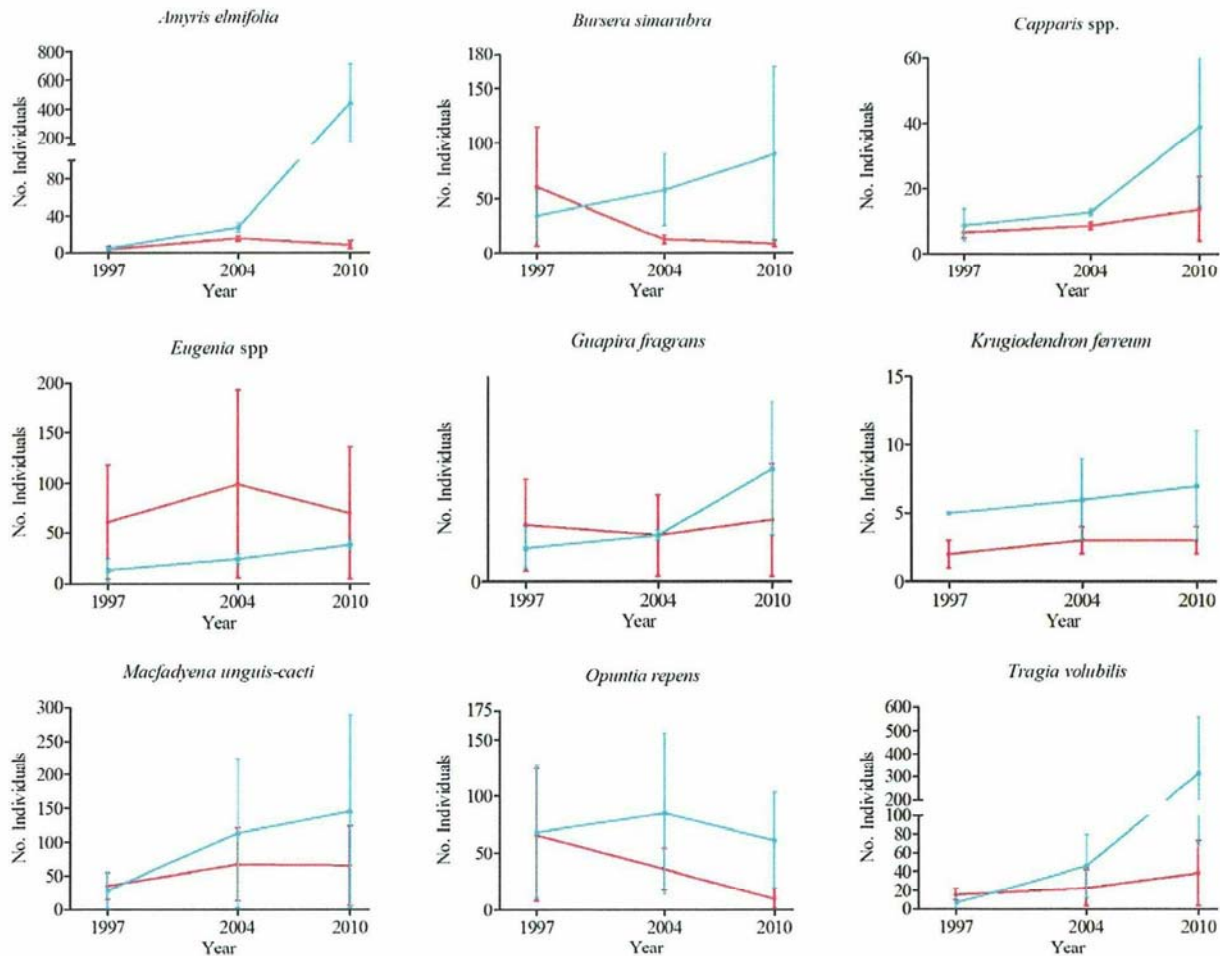 Amyris elmifolia
No. Individuals
800
600
400
200
80
40
0
1997
2004
2010
Year
Bursera simarubra
No. Individuals
180
150
100
50
0
1997
2004
2010
Year
Capparis spp.
No. Individuals
60
40
20
0
1997
2004
2010
Year
Eugenia spp
No. Individuals
200
150
100
50
0
1997
2004
2010
Year
Guapira fragrans
No. Individuals
0
1997
2004
2010
Year
Krugiodendron ferreum
No. Individuals
15
10
5
0
1997
2004
2010
Year
Macfadyena unguis-cacti
No. Individuals
300
250
200
150
100
50
0
1997
2004
2010
Year
Opuntia repens
No. Individuals
175
150
100
50
0
1997
2004
2010
Year
Tragia volubilis
No. Individuals
600
500
400
300
200
100
80
60
40
20
0
1997
2004
2010
Year